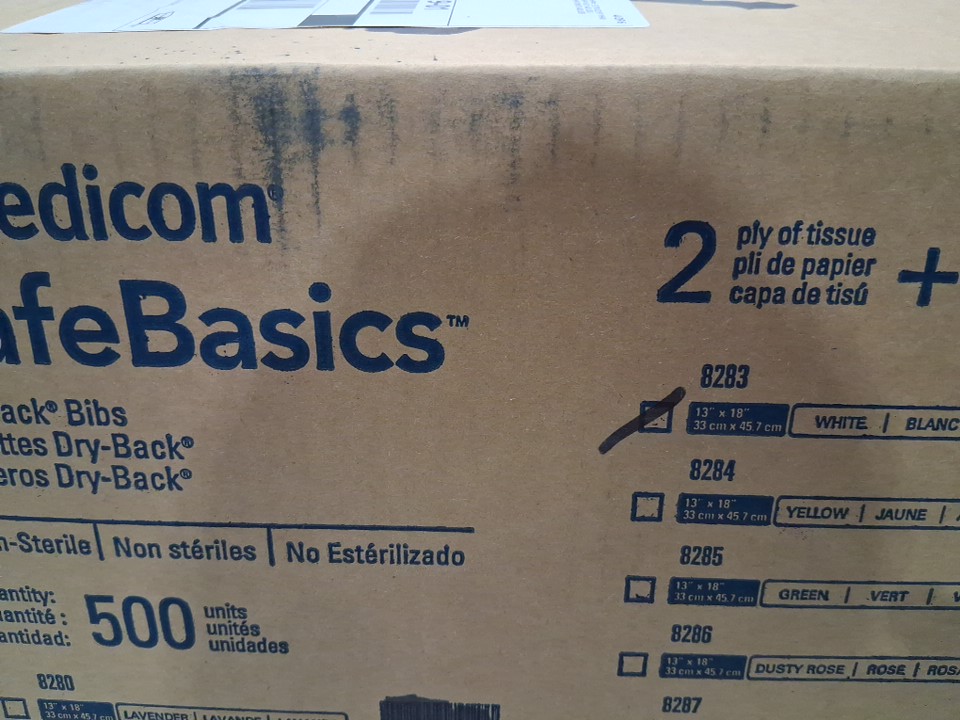 edicom®
afeBasics™
ack® Bibs
ttes Dry-Back®
eros Dry-Back®
n-Sterile | Non stériles | No Estérilizado
antity:
uantité :
antidad:
500 units
unités
unidades
8280
13" x 18"
33 cm x 45.7 cm
LAVENDER |
2 ply of tissue
pli de papier
capa de tisú
+
8283
13" x 18"
33 cm x 45.7 cm
WHITE | BLANC
8284
13" x 18"
33 cm x 45.7 cm
YELLOW | JAUNE |
8285
13" x 18"
33 cm x 45.7 cm
GREEN | VERT |
8286
13" x 18"
33 cm x 45.7 cm
DUSTY ROSE | ROSE | ROSA
8287